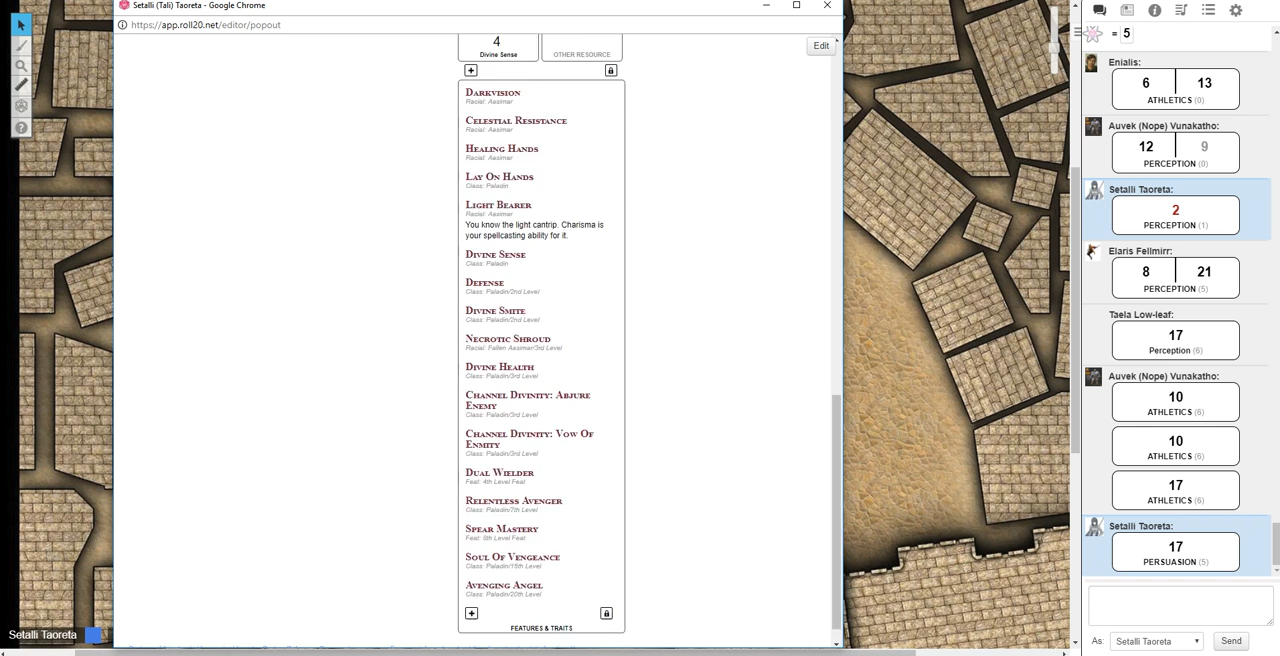 Setalli (Tali) Taoreta - Google Chrome
https://app.roll20.net/editor/popout
Edit
4
Divine Sense
OTHER RESOURCE
DARKVISION
Racial: Aasimar
CELESTIAL RESISTANCE
Racial: Aasimar
HEALING HANDS
Racial: Aasimar
LAY ON HANDS
Class: Paladin
LIGHT BEARER
Racial: Aasimar
You know the light cantrip. Charisma is
your spellcasting ability for it.
DIVINE SENSE
Class: Paladin
DEFENSE
Class: Paladin/2nd Level
DIVINE SMITE
Class: Paladin/2nd Level
NECROTIC SHROUD
Racial: Fallen Aasimar/3rd Level
DIVINE HEALTH
Class: Paladin/3rd Level
CHANNEL DIVINITY: ABJURE
ENEMY
Class: Paladin/3rd Level
CHANNEL DIVINITY: VOW OF
ENMITY
Class: Paladin/3rd Level
DUAL WIELDER
Feat: 4th Level Feat
RELENTLESS AVENGER
Class: Paladin/7th Level
SPEAR MASTERY
Feat: 8th Level Feat
SOUL OF VENGEANCE
Class: Paladin/15th Level
AVENGING ANGEL
Class: Paladin/20th Level
FEATURES & TRAITS
Setalli Taoreta
= 5
Enialis:
6 13
ATHLETICS (0)
Auvek (Nope) Vunakatho:
12 9
PERCEPTION (0)
Setalli Taoreta:
2
PERCEPTION (1)
Elaris Fellmirr:
8 21
PERCEPTION (5)
Taela Low-leaf:
17
Perception (6)
Auvek (Nope) Vunakatho:
10
ATHLETICS (6)
10
ATHLETICS (6)
17
ATHLETICS (6)
Setalli Taoreta:
17
PERSUASION (5)
As: Setalli Taoreta Send